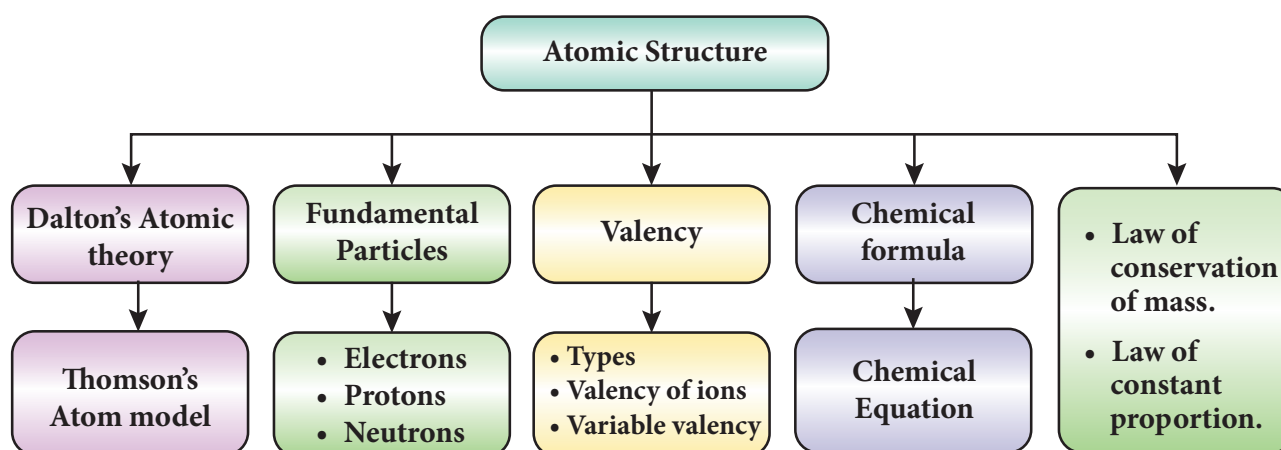 Atomic Structure
Dalton's Atomic
theory
Fundamental
Particles
Valency
Chemical
formula
• Law of
conservation
of mass.
• Law of
constant
proportion.
Thomson's
Atom model
• Electrons
• Protons
• Neutrons
• Types
• Valency of ions
• Variable valency
Chemical
Equation